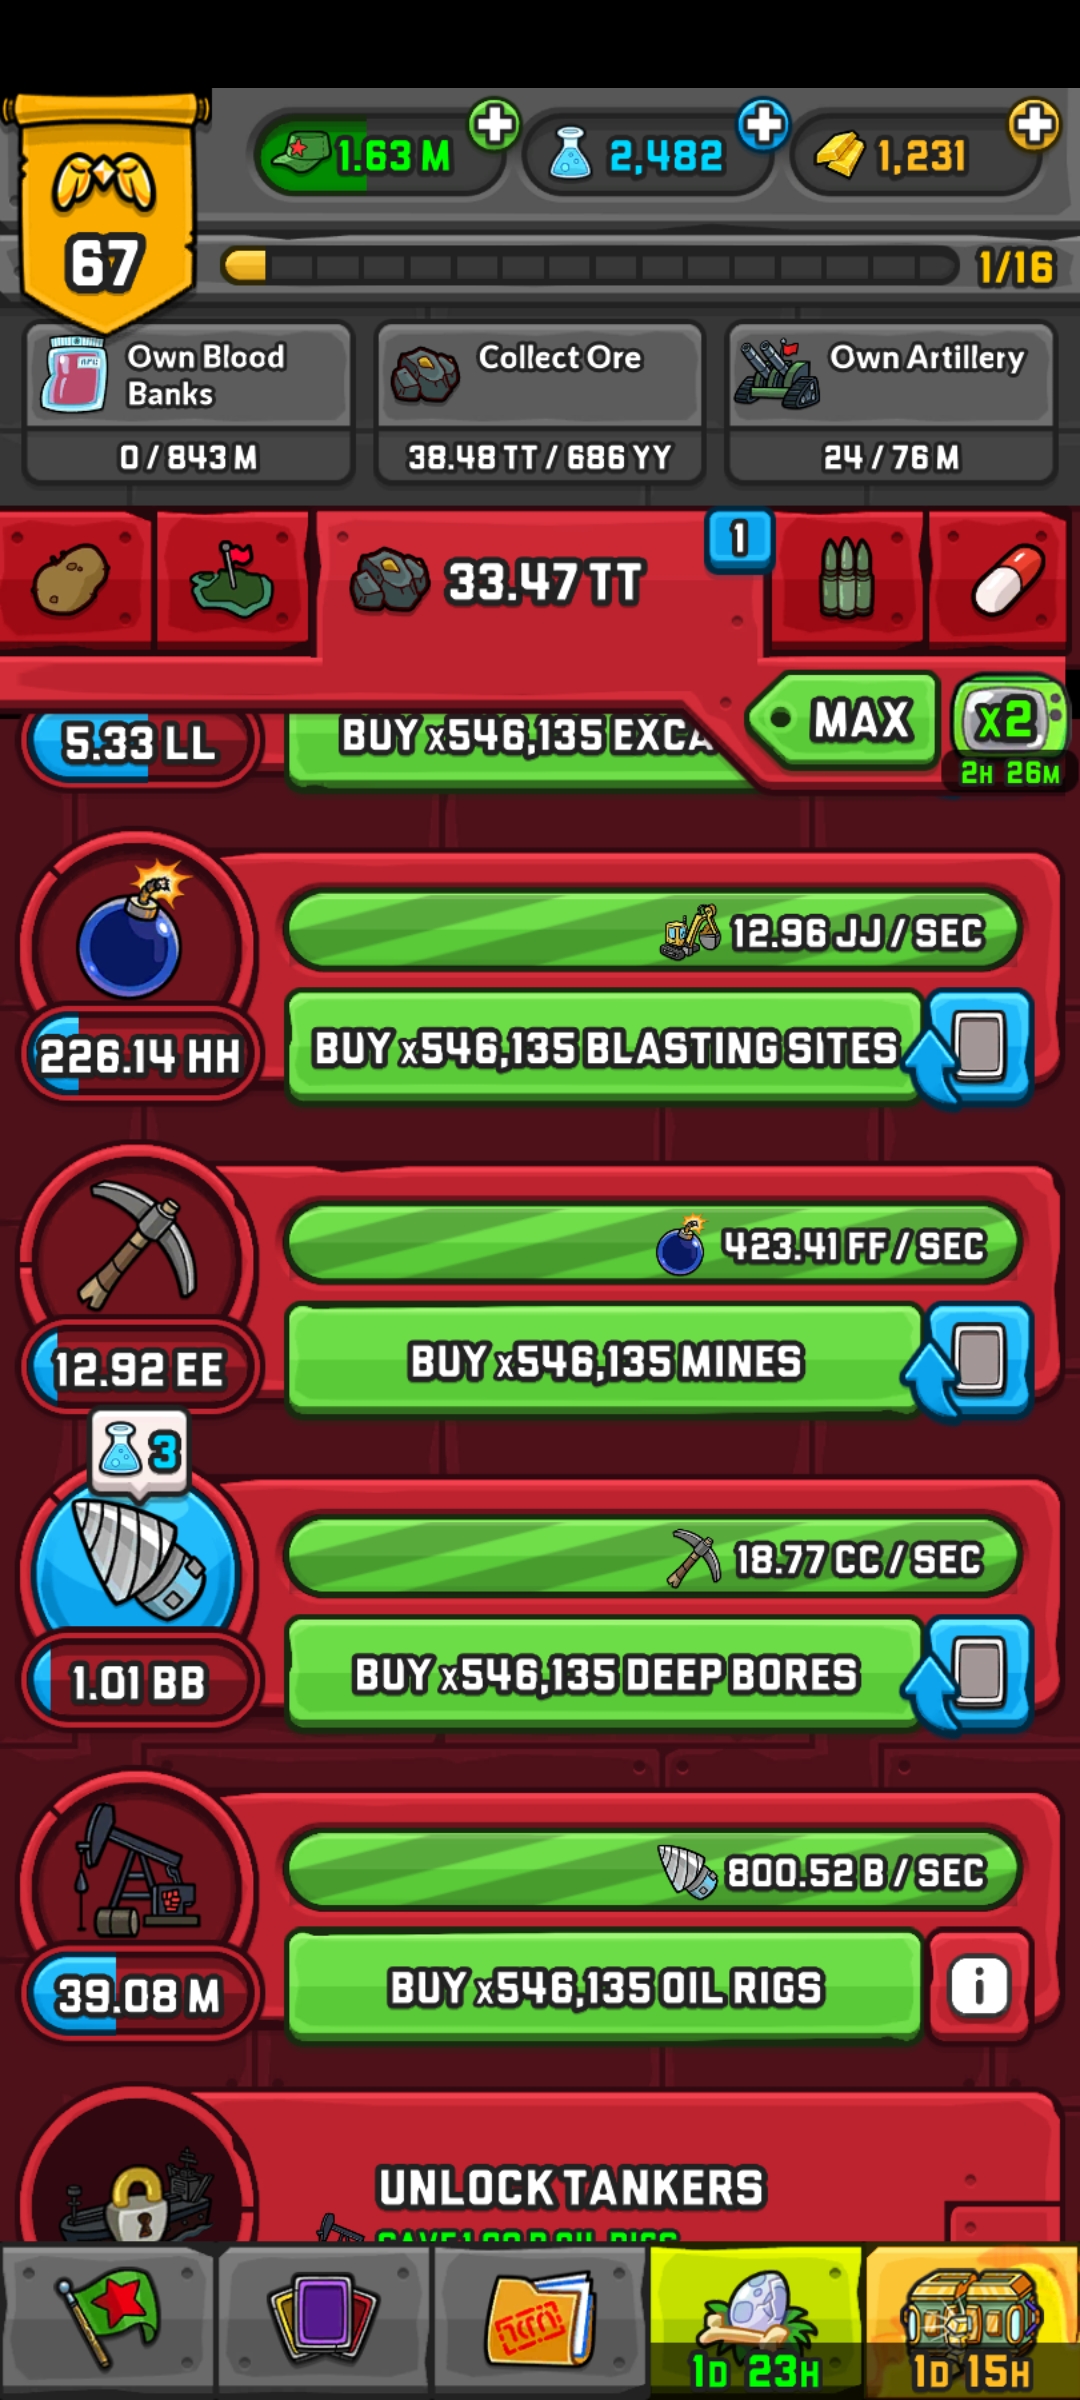 67
1.63 M
2,482
1,231
1/16
Own Blood
Banks
0 / 843 M
Collect Ore
38.48 TT / 686 YY
Own Artillery
24 / 76 M
33.47 TT
1
MAX
x2
2H 26M
5.33 LL
BUY x546,135 EXCA
12.96 JJ / SEC
226.14 HH
BUY x546,135 BLASTING SITES
423.41 FF / SEC
12.92 EE
BUY x546,135 MINES
3
18.77 CC / SEC
1.01 BB
BUY x546,135 DEEP BORES
800.52 B / SEC
39.08 M
BUY x546,135 OIL RIGS
i
UNLOCK TANKERS
1D 23H
1D 15H